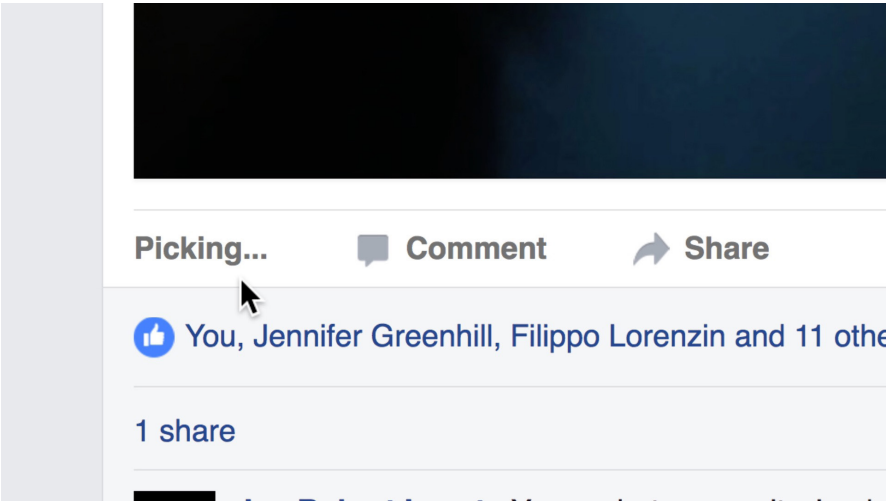 Picking... Comment Share
You, Jennifer Greenhill, Filippo Lorenzin and 11 othe
1 share